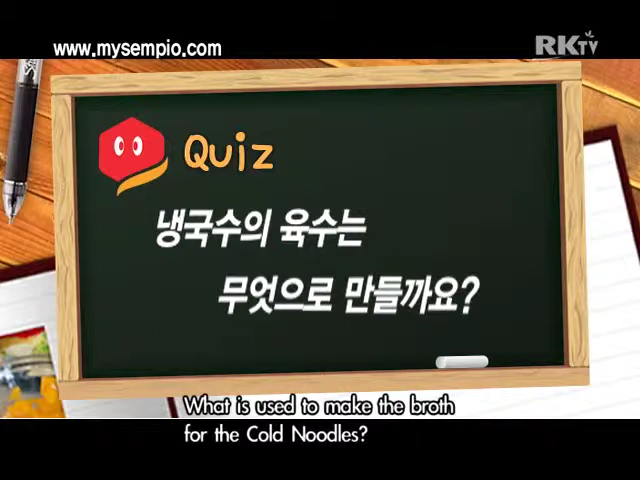 www.mysempio.com
RKTV
Quiz
냉국수의 육수는
무엇으로 만들까요?
What is used to make the broth
for the Cold Noodles?